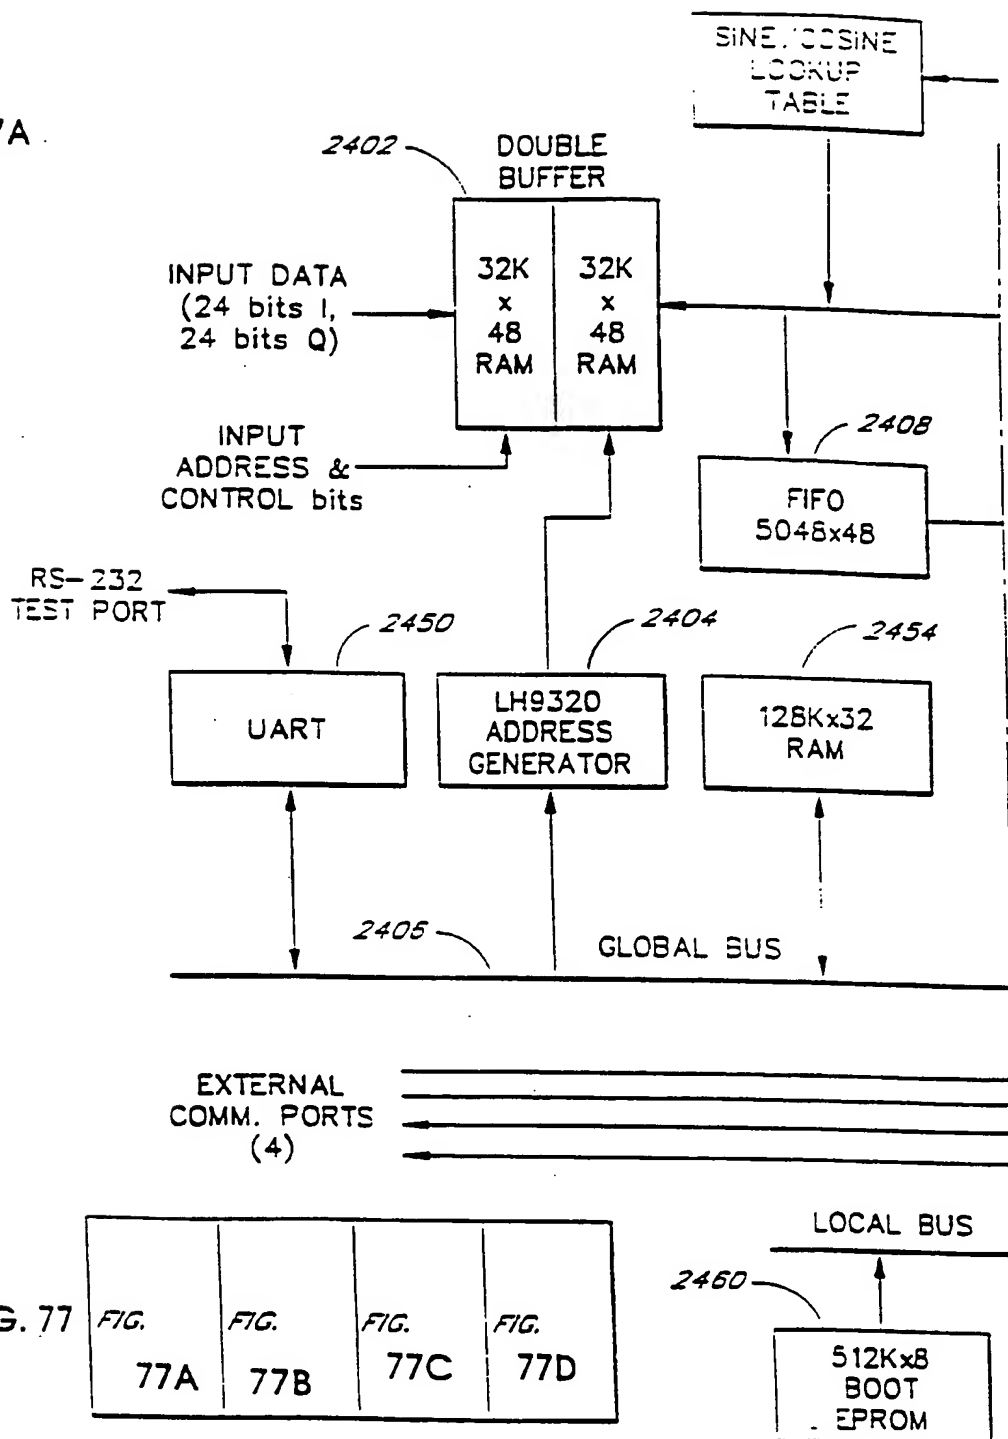 SINE/COSINE
LOOKUP
TABLE
7A
2402
DOUBLE
BUFFER
INPUT DATA
(24 bits I,
24 bits Q)
32K
x
48
RAM
32K
x
48
RAM
INPUT
ADDRESS &
CONTROL bits
2408
FIFO
5048x48
RS-232
TEST PORT
2450
UART
2404
LH9320
ADDRESS
GENERATOR
2454
128Kx32
RAM
2406
GLOBAL BUS
EXTERNAL
COMM. PORTS
(4)
G. 77
FIG.
77A
FIG.
77B
FIG.
77C
FIG.
77D
LOCAL BUS
2460
512Kx8
BOOT
EPROM